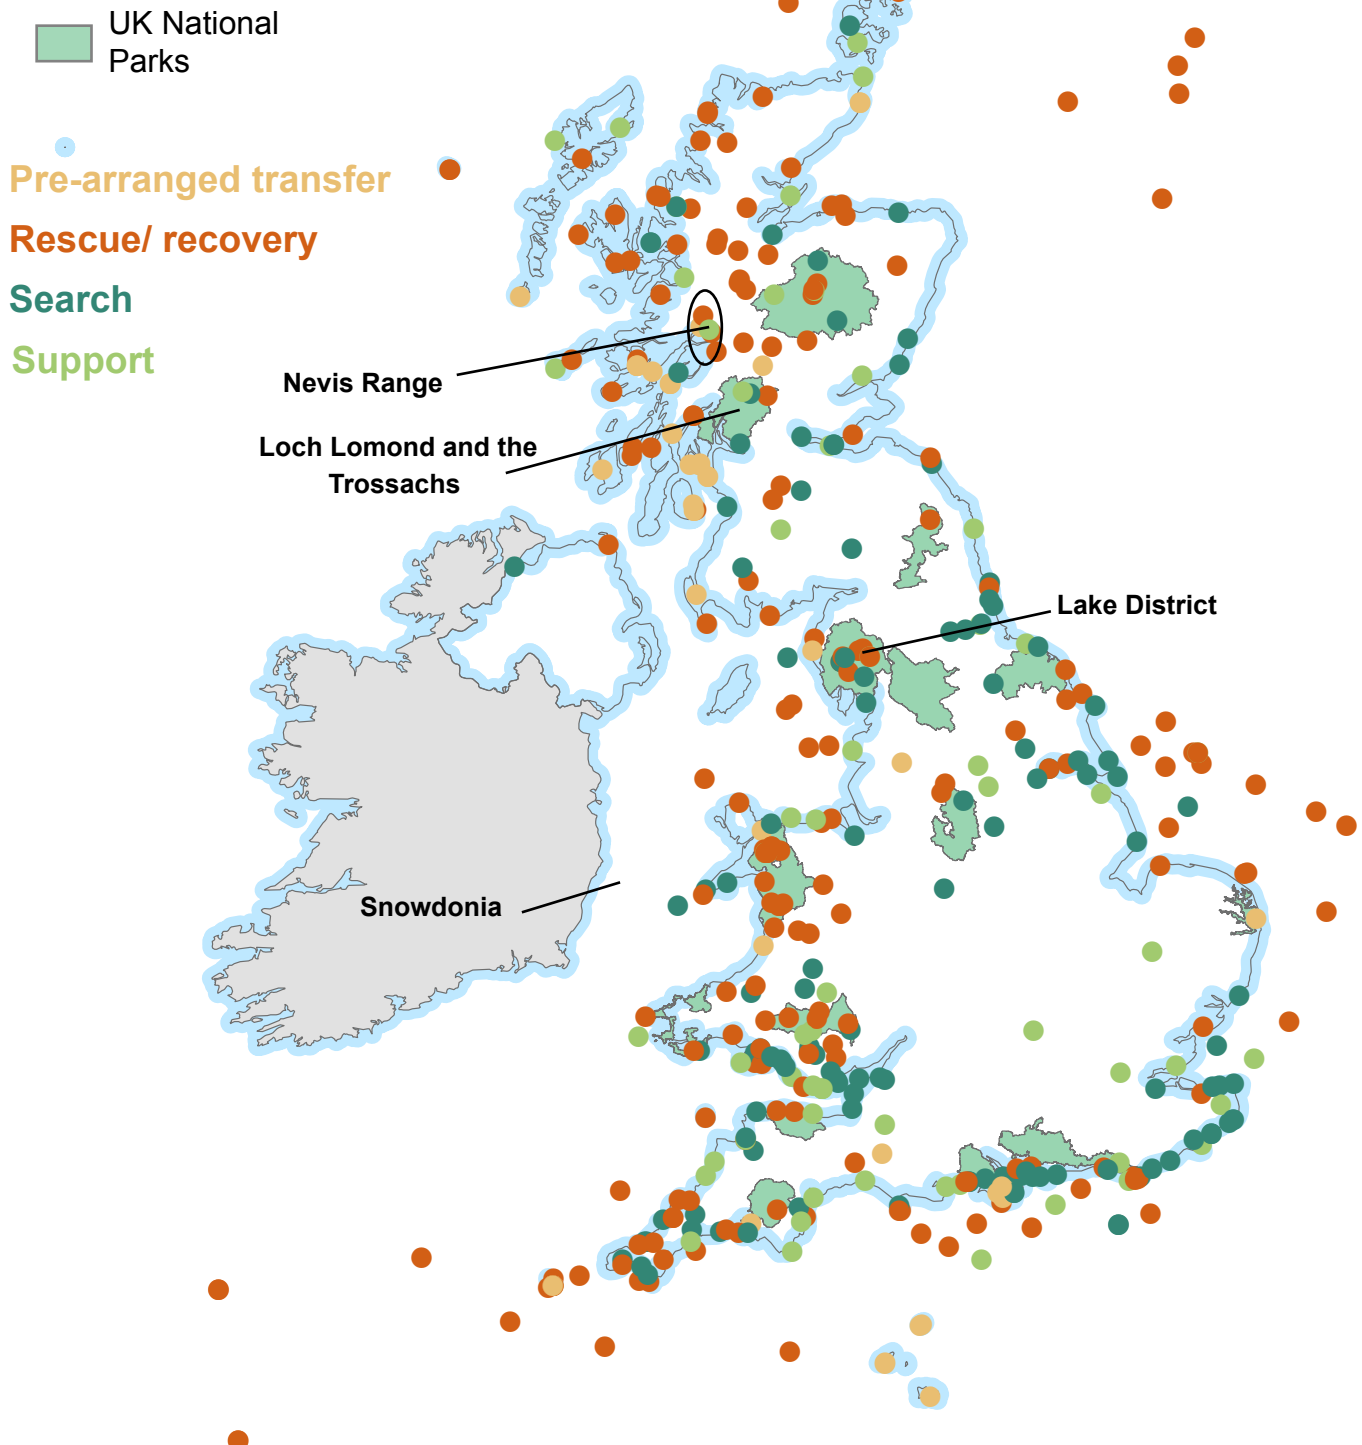 UK National
Parks
Pre-arranged transfer
Rescue/ recovery
Search
Support
Nevis Range
Loch Lomond and the
Trossachs
Lake District
Snowdonia